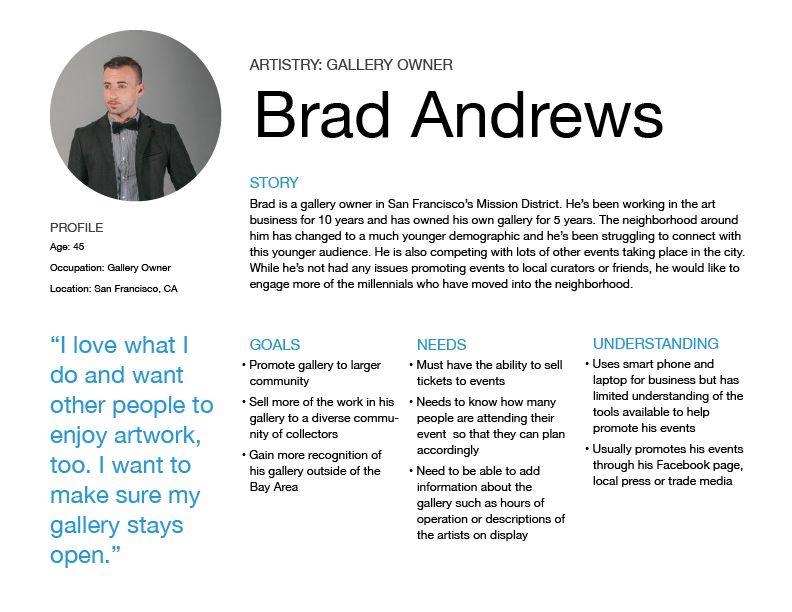 ARTISTRY: GALLERY OWNER
Brad Andrews
STORY
Brad is a gallery owner in San Francisco’s Mission District. He’s been working in the art
business for 10 years and has owned his own gallery for 5 years. The neighborhood around
him has changed to a much younger demographic and he’s been struggling to connect with
this younger audience. He is also competing with lots of other events taking place in the city.
While he’s not had any issues promoting events to local curators or friends, he would like to
engage more of the millennials who have moved into the neighborhood.
PROFILE
Age: 45
Occupation: Gallery Owner
Location: San Francisco, CA
“I love what I
do and want
other people to
enjoy artwork,
too. I want to
make sure my
gallery stays
open.”
GOALS
• Promote gallery to larger
community
• Sell more of the work in his
gallery to a diverse commu-
nity of collectors
• Gain more recognition of
his gallery outside of the
Bay Area
NEEDS
• Must have the ability to sell
tickets to events
• Needs to know how many
people are attending their
event  so that they can plan
accordingly
• Need to be able to add
information about the
gallery such as hours of
operation or descriptions of
the artists on display
UNDERSTANDING
• Uses smart phone and
laptop for business but has
limited understanding of the
tools available to help
promote his events
• Usually promotes his events
through his Facebook page,
local press or trade media